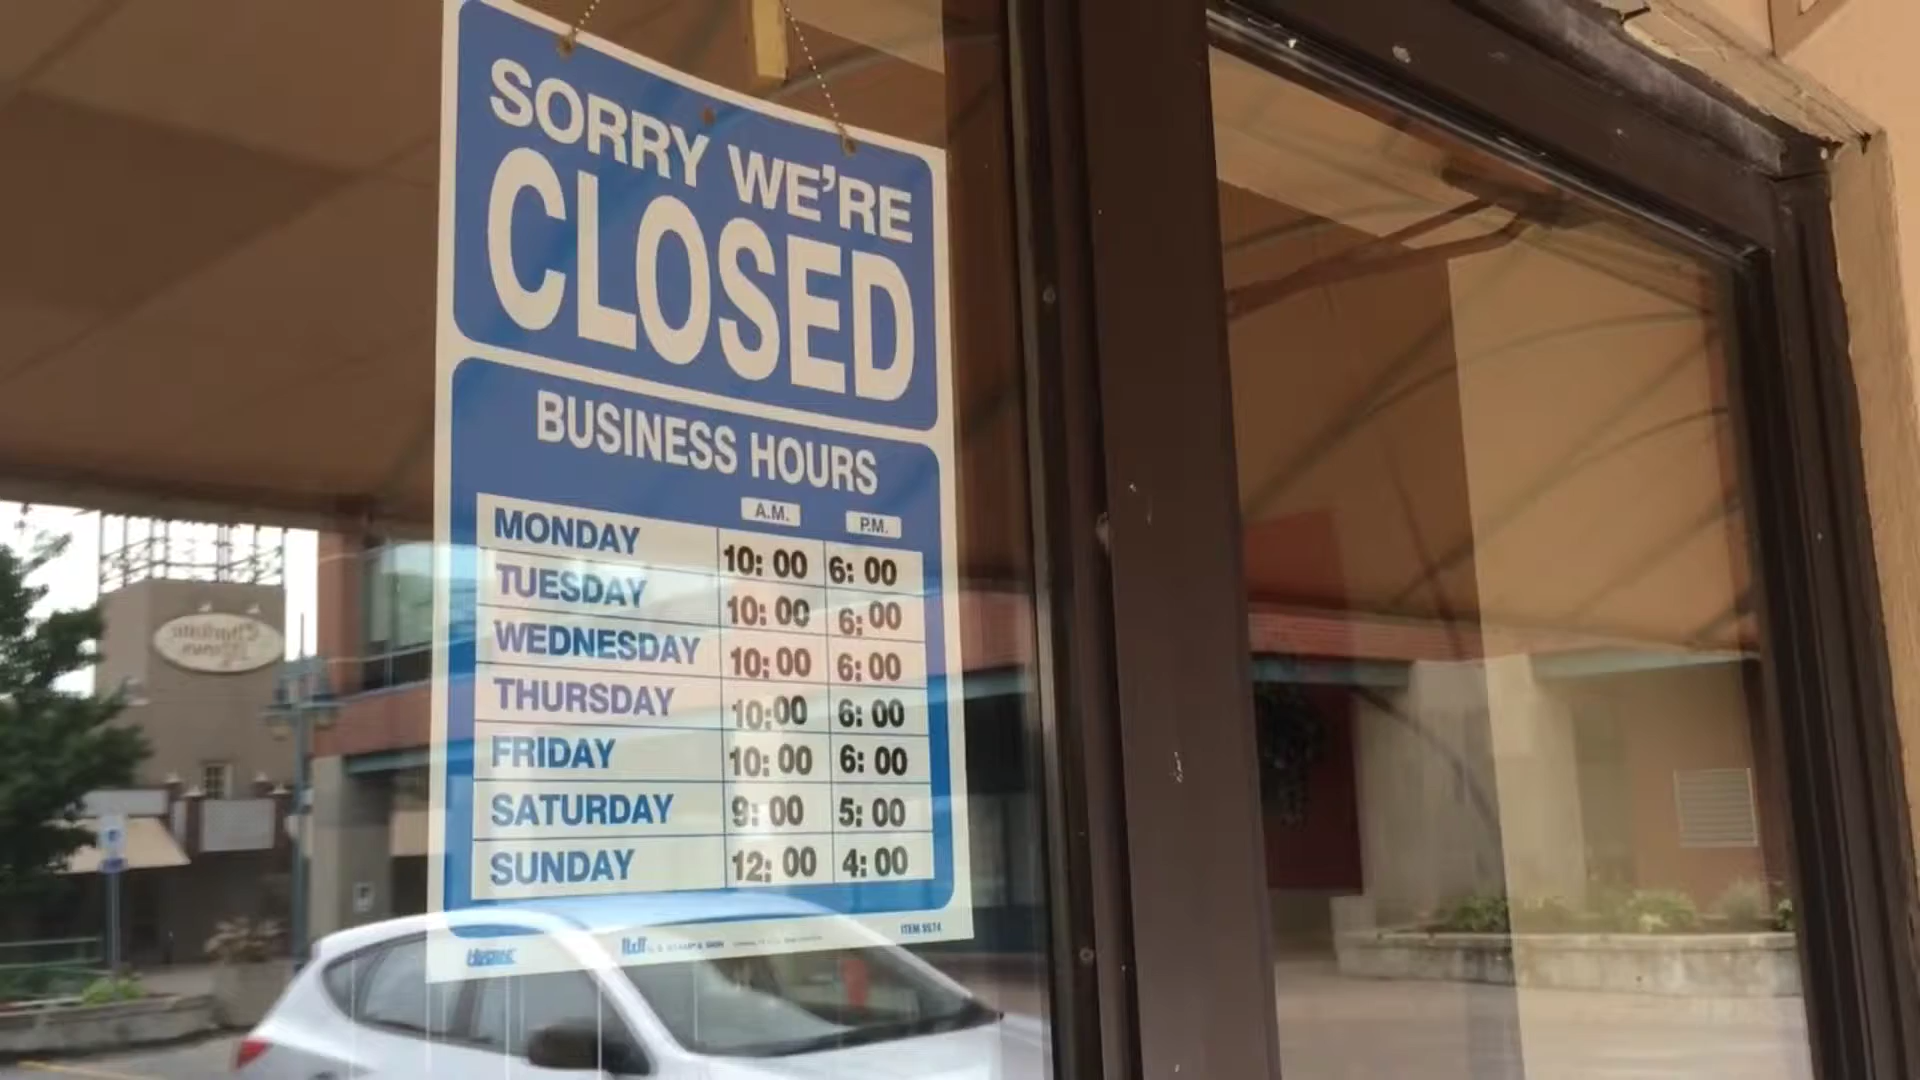 SORRY WE'RE
CLOSED
BUSINESS HOURS
A.M. P.M.
MONDAY 10:00 6:00
TUESDAY 10:00 6:00
WEDNESDAY 10:00 6:00
THURSDAY 10:00 6:00
FRIDAY 10:00 6:00
SATURDAY 9:00 5:00
SUNDAY 12:00 4:00
ITEM